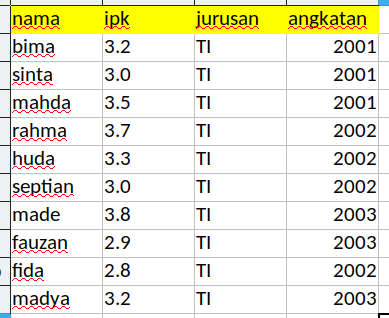 nama ipk jurusan angkatan
bima 3.2 TI 2001
sinta 3.0 TI 2001
mahda 3.5 TI 2001
rahma 3.7 TI 2002
huda 3.3 TI 2002
septian 3.0 TI 2002
made 3.8 TI 2003
fauzan 2.9 TI 2003
fida 2.8 TI 2002
madya 3.2 TI 2003